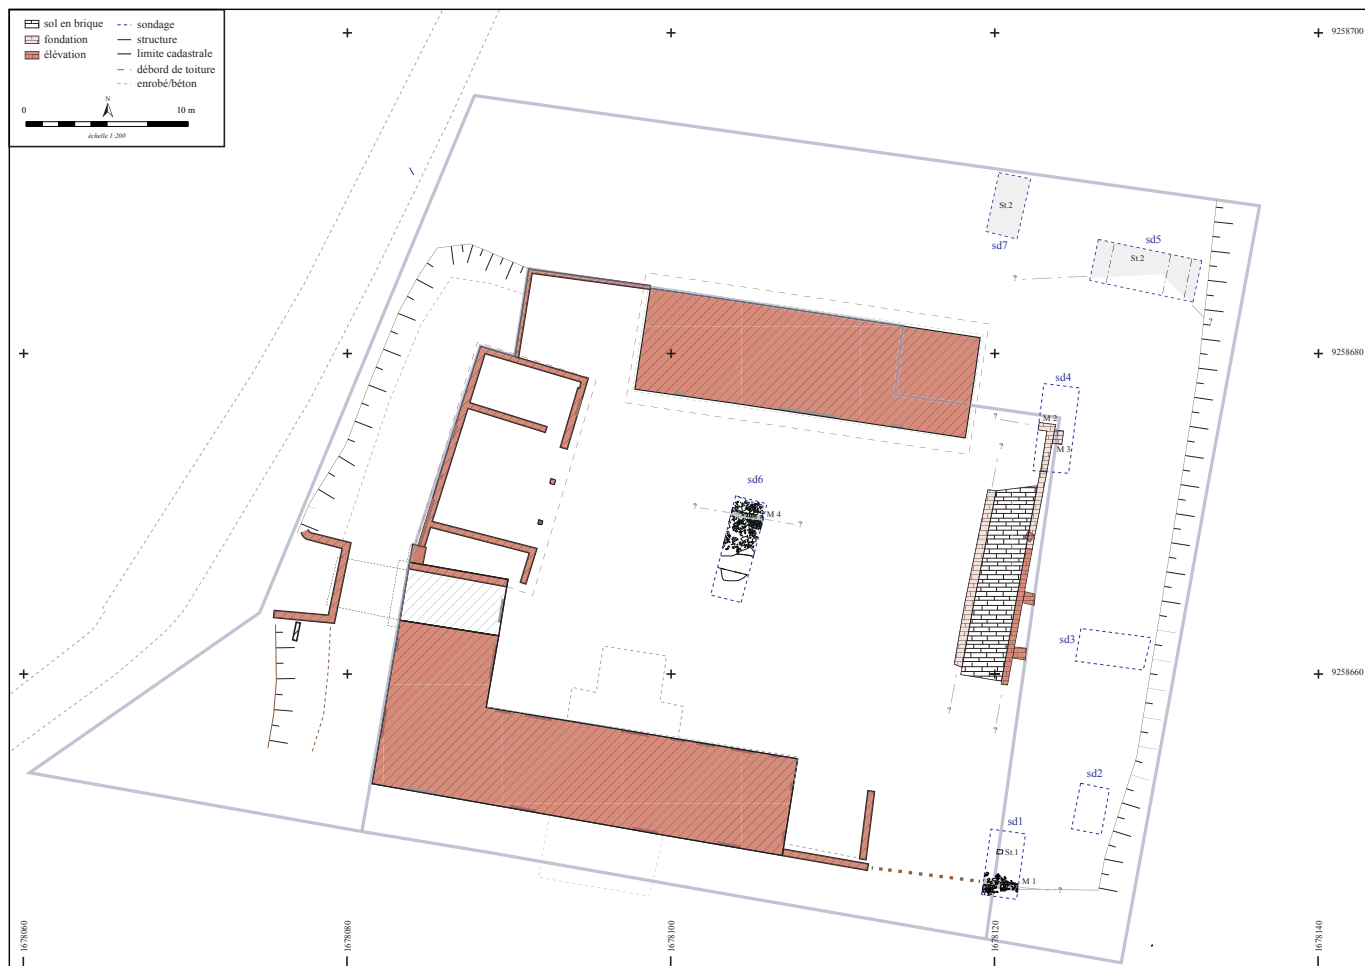 sol en brique
fondation
élévation
sondage
structure
limite cadastrale
débord de toiture
enrobé/béton
N
0 10 m
échelle 1:200
9258700
St.2
sd7
sd5
St.2
?
?
9258680
sd4
?
M 2
?
M 3
sd6
?
M 4
?
sd3
9258660
?
?
sd2
sd1
St.1
M 1
?
1678060
1678080
1678100
1678120
1678140